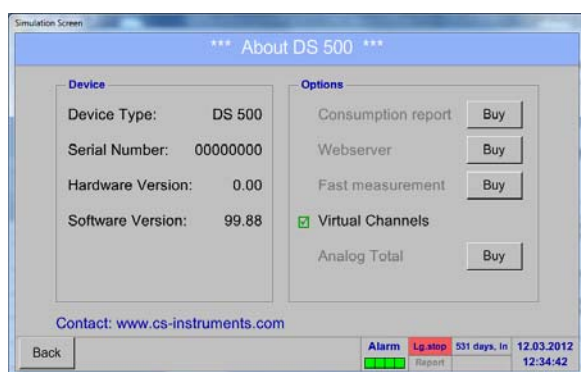 Simulation Screen
*** About DS 500 ***
Device
Device Type: DS 500
Serial Number: 00000000
Hardware Version: 0.00
Software Version: 99.88
Options
Consumption report Buy
Webserver Buy
Fast measurement Buy
Virtual Channels
Analog Total Buy
Contact: www.cs-instruments.com
Back
Alarm Lg.stop 531 days, ln 12.03.2012
Report 12:34:42